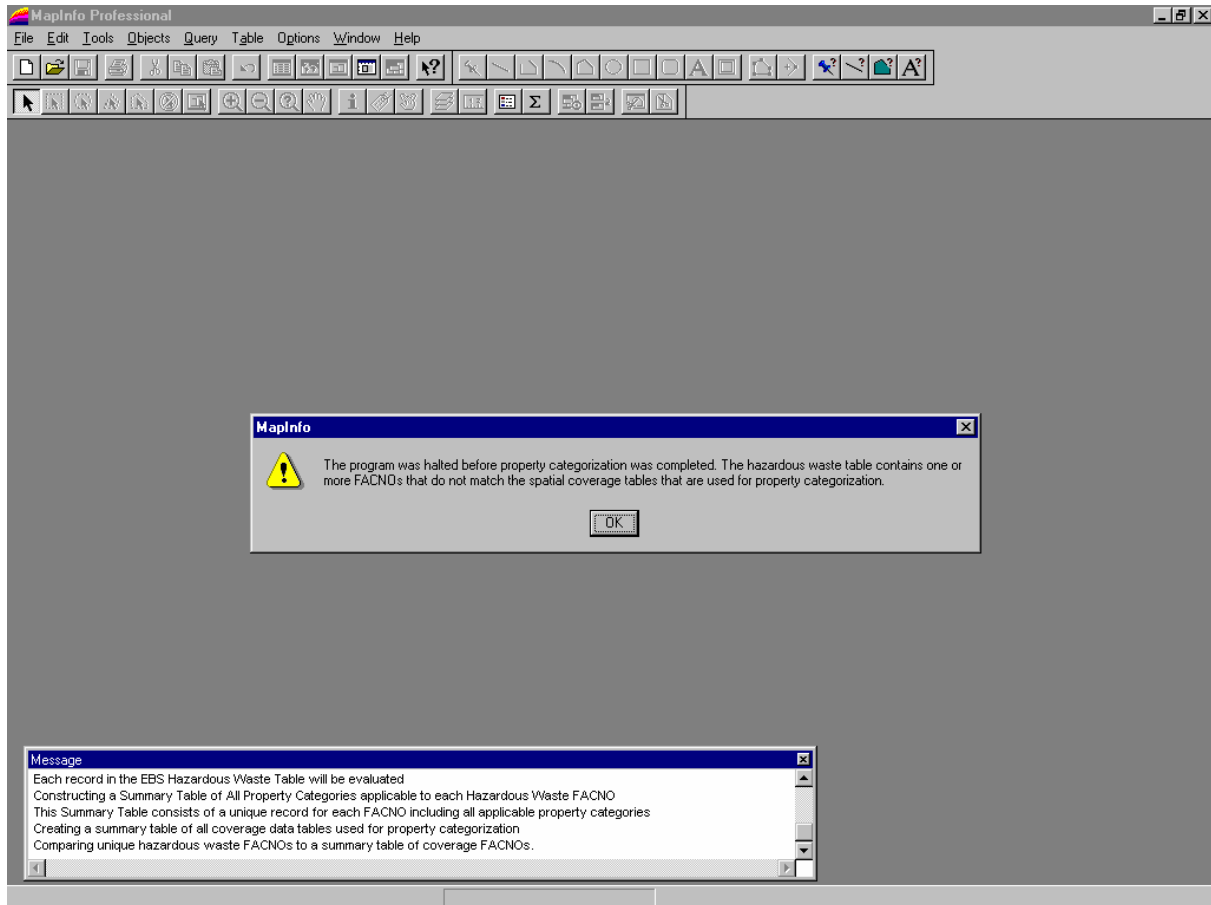 MapInfo Professional
File Edit Tools Objects Query Table Options Window Help
MapInfo
The program was halted before property categorization was completed. The hazardous waste table contains one or
more FACNOs that do not match the spatial coverage tables that are used for property categorization.
OK
Message
Each record in the EBS Hazardous Waste Table will be evaluated
Constructing a Summary Table of All Property Categories applicable to each Hazardous Waste FACNO
This Summary Table consists of a unique record for each FACNO including all applicable property categories
Creating a summary table of all coverage data tables used for property categorization
Comparing unique hazardous waste FACNOs to a summary table of coverage FACNOs.